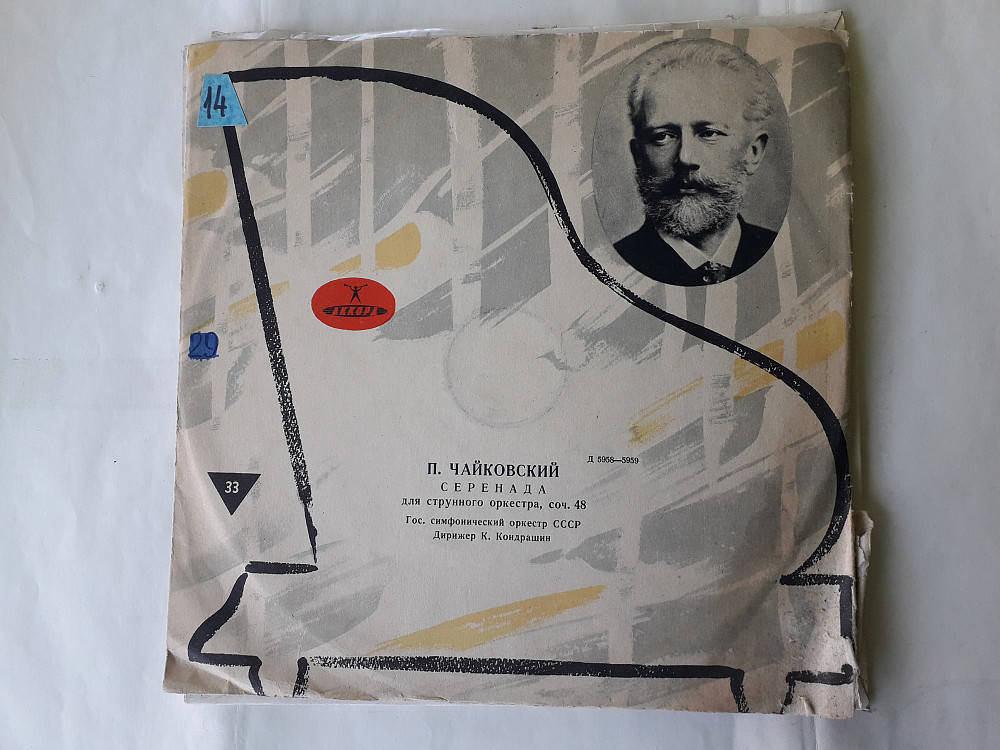 14
АККОРД
29
Д 5958—5959
П. ЧАЙКОВСКИЙ
СЕРЕНАДА
для струнного оркестра, соч. 48
33
Гос. симфонический оркестр СССР
Дирижер К. Кондрашин